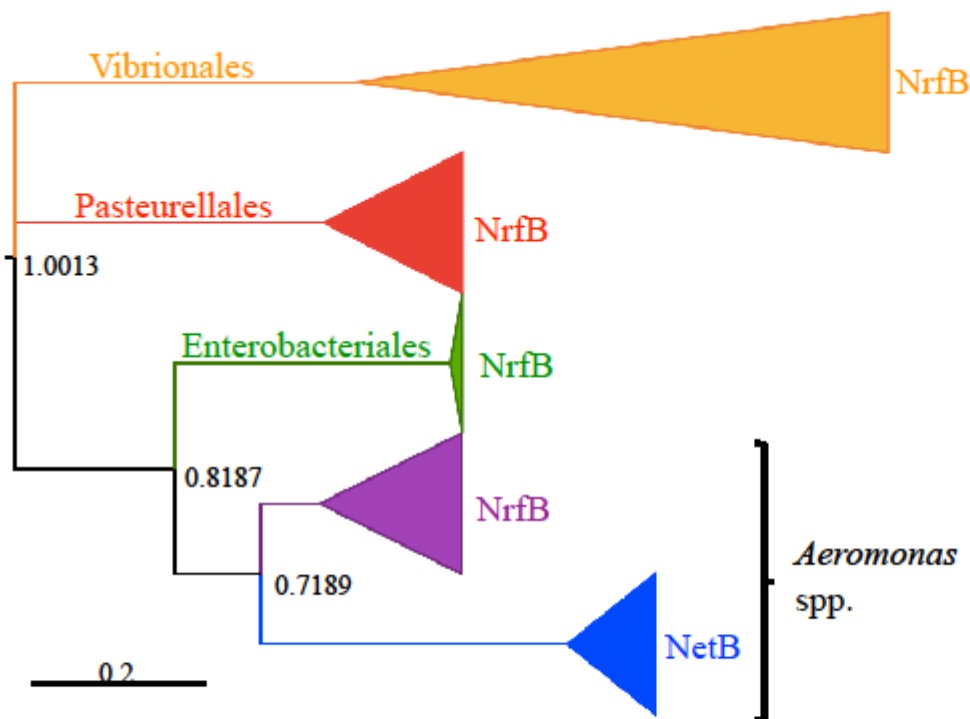 Vibrionales
NrfB
Pasteurellales
NrfB
1.0013
Enterobacteriales
NrfB
0.8187
NrfB
Aeromonas
spp.
0.7189
NetB
0.2